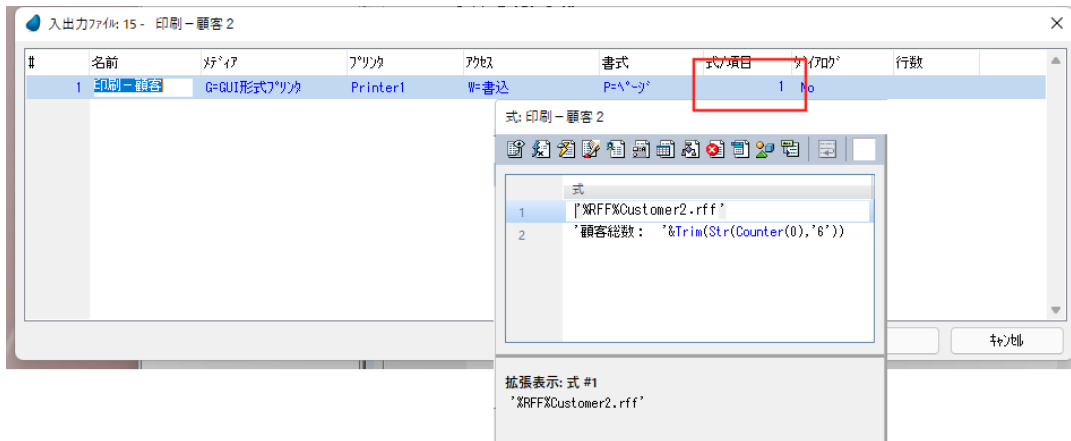 入出力ﾌｧｲﾙ: 15 - 印刷－顧客２
# 名前 ﾒﾃﾞｨｱ ﾌﾟﾘﾝﾀ ｱｸｾｽ 書式 式/項目 ﾀﾞｲｱﾛｸﾞ 行数
1 印刷－顧客 G=GUI形式ﾌﾟﾘﾝﾀ Printer1 W=書込 P=ﾍﾟｰｼﾞ 1 No
式: 印刷－顧客２
式
1 '%RFF%Customer2.rff'
2 '顧客総数： '&Trim(Str(Counter(0),'6'))
ｷｬﾝｾﾙ
拡張表示: 式 #1
'%RFF%Customer2.rff'